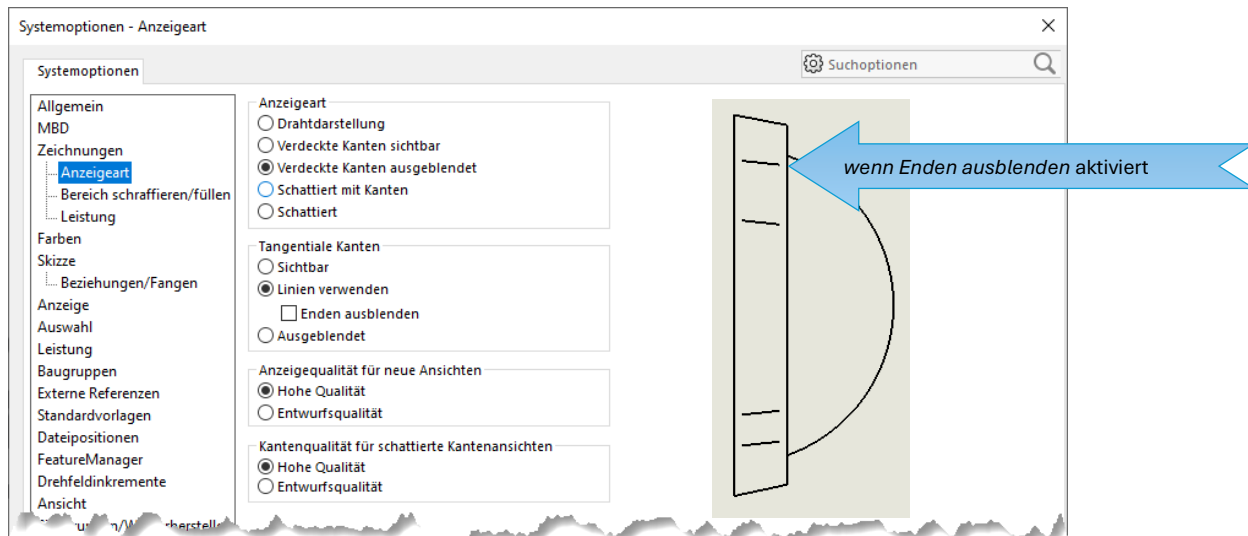 Systemoptionen - Anzeigeart
Suchoptionen
Systemoptionen
Allgemein
MBD
Zeichnungen
Anzeigeart
Bereich schraffieren/füllen
Leistung
Farben
Skizze
Beziehungen/Fangen
Anzeige
Auswahl
Leistung
Baugruppen
Externe Referenzen
Standardvorlagen
Dateipositionen
FeatureManager
Drehfeldinkremente
Ansicht
Anzeigeart
Drahtdarstellung
Verdeckte Kanten sichtbar
Verdeckte Kanten ausgeblendet
Schattiert mit Kanten
Schattiert
Tangentiale Kanten
Sichtbar
Linien verwenden
Enden ausblenden
Ausgeblendet
Anzeigequalität für neue Ansichten
Hohe Qualität
Entwurfsqualität
Kantenqualität für schattierte Kantenansichten
Hohe Qualität
Entwurfsqualität
wenn Enden ausblenden aktiviert